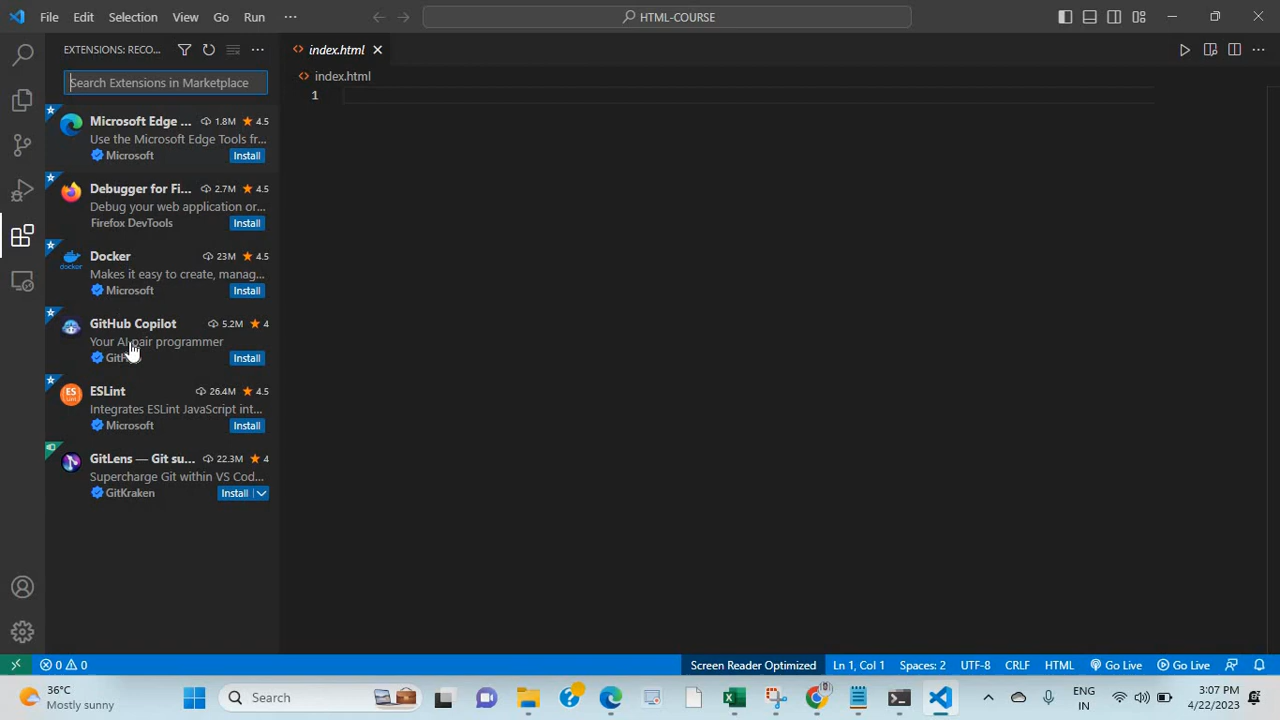 File Edit Selection View Go Run ···
HTML-COURSE
EXTENSIONS: RECO...
index.html
Search Extensions in Marketplace
index.html
1
Microsoft Edge ... 1.8M 4.5
Use the Microsoft Edge Tools fr...
Microsoft Install
Debugger for Fi... 2.7M 4.5
Debug your web application or...
Firefox DevTools Install
Docker 23M 4.5
docker
Makes it easy to create, manag...
Microsoft Install
GitHub Copilot 5.2M 4
Your AI pair programmer
Install
ESLint 26.4M 4.5
ES
Integrates ESLint JavaScript int...
Microsoft Install
GitLens — Git su... 22.3M 4
Supercharge Git within VS Cod...
GitKraken Install
0 0
Screen Reader Optimized Ln 1, Col 1 Spaces: 2 UTF-8 CRLF HTML Go Live Go Live
36°C
Mostly sunny
Search
ENG
IN
3:07 PM
4/22/2023